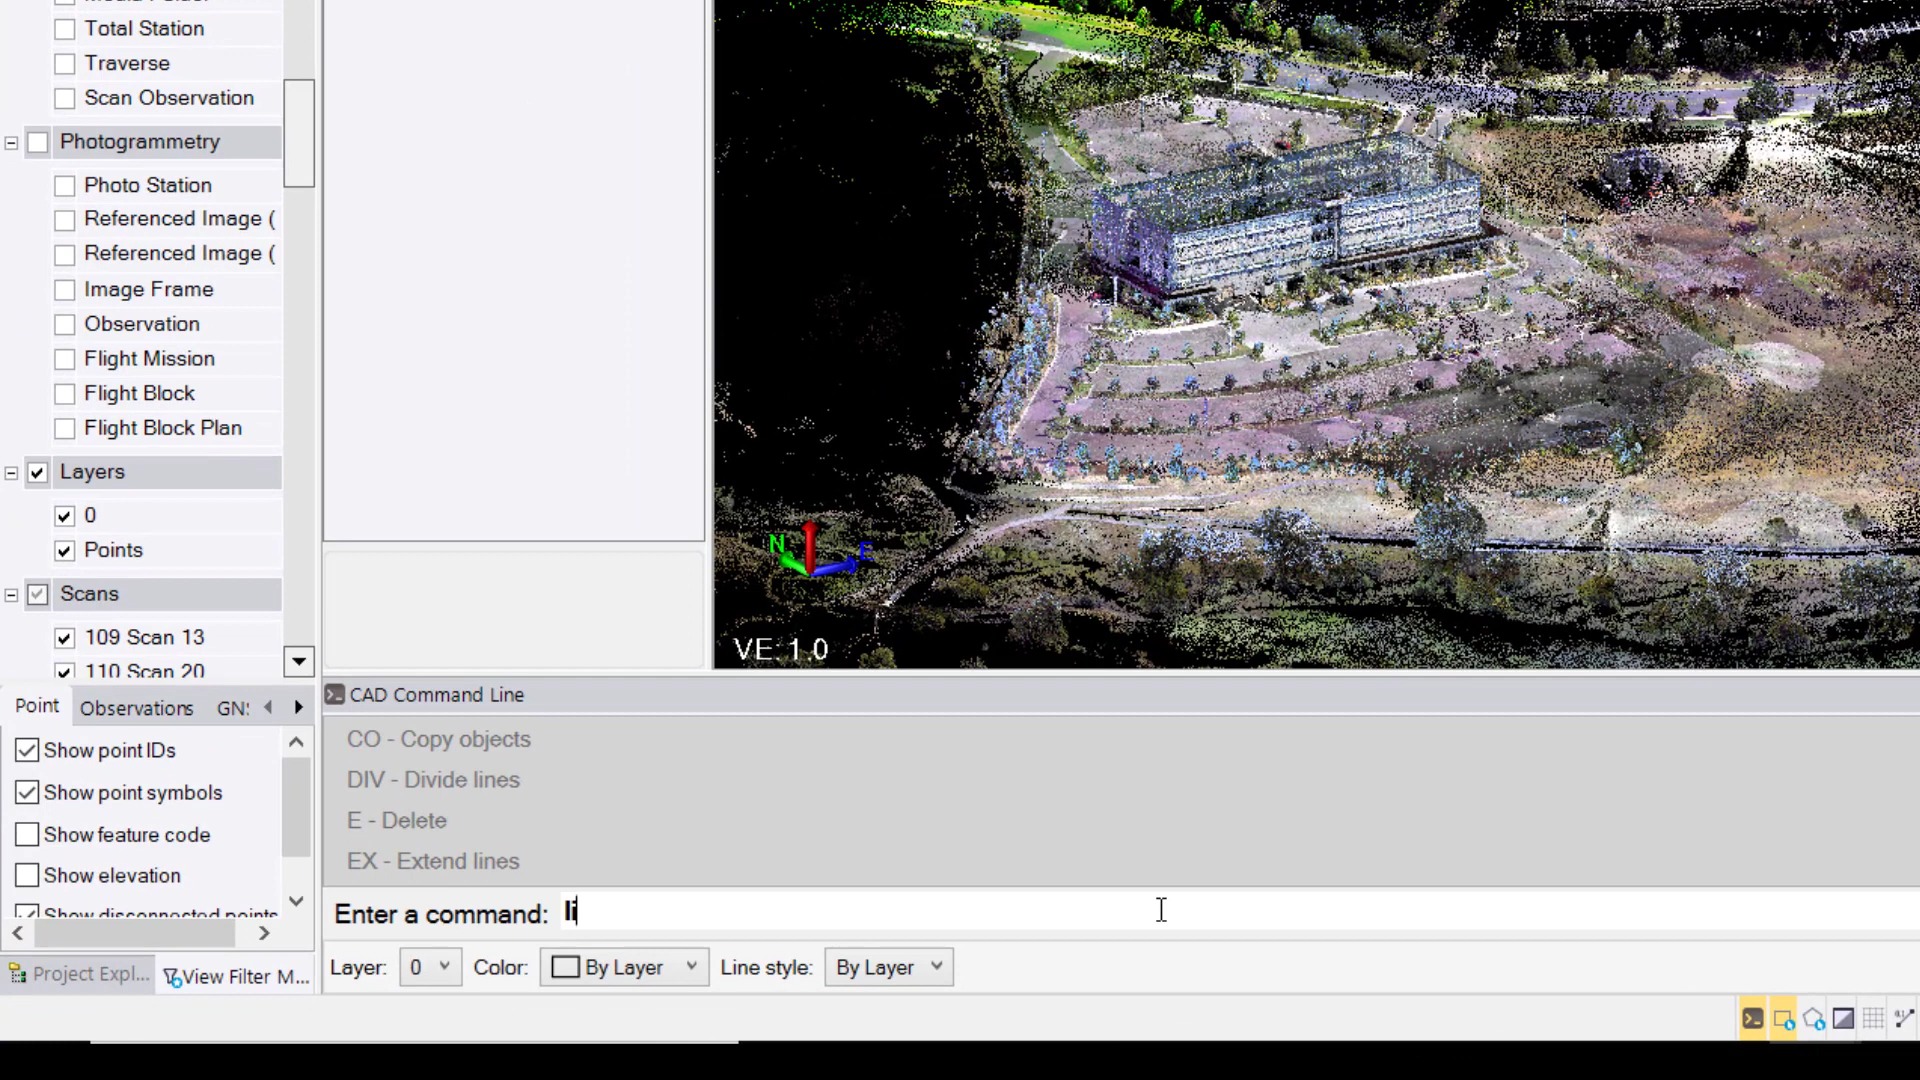 Total Station
Traverse
Scan Observation
Photogrammetry
Photo Station
Referenced Image (
Referenced Image (
Image Frame
Observation
Flight Mission
Flight Block
Flight Block Plan
Layers
0
Points
Scans
109 Scan 13
110 Scan 20
Point Observations GN
Show point IDs
Show point symbols
Show feature code
Show elevation
Show disconnected points
Project Expl... View Filter M...
N E
VE: 1.0
CAD Command Line
CO - Copy objects
DIV - Divide lines
E - Delete
EX - Extend lines
Enter a command: li
Layer: 0 Color: By Layer Line style: By Layer